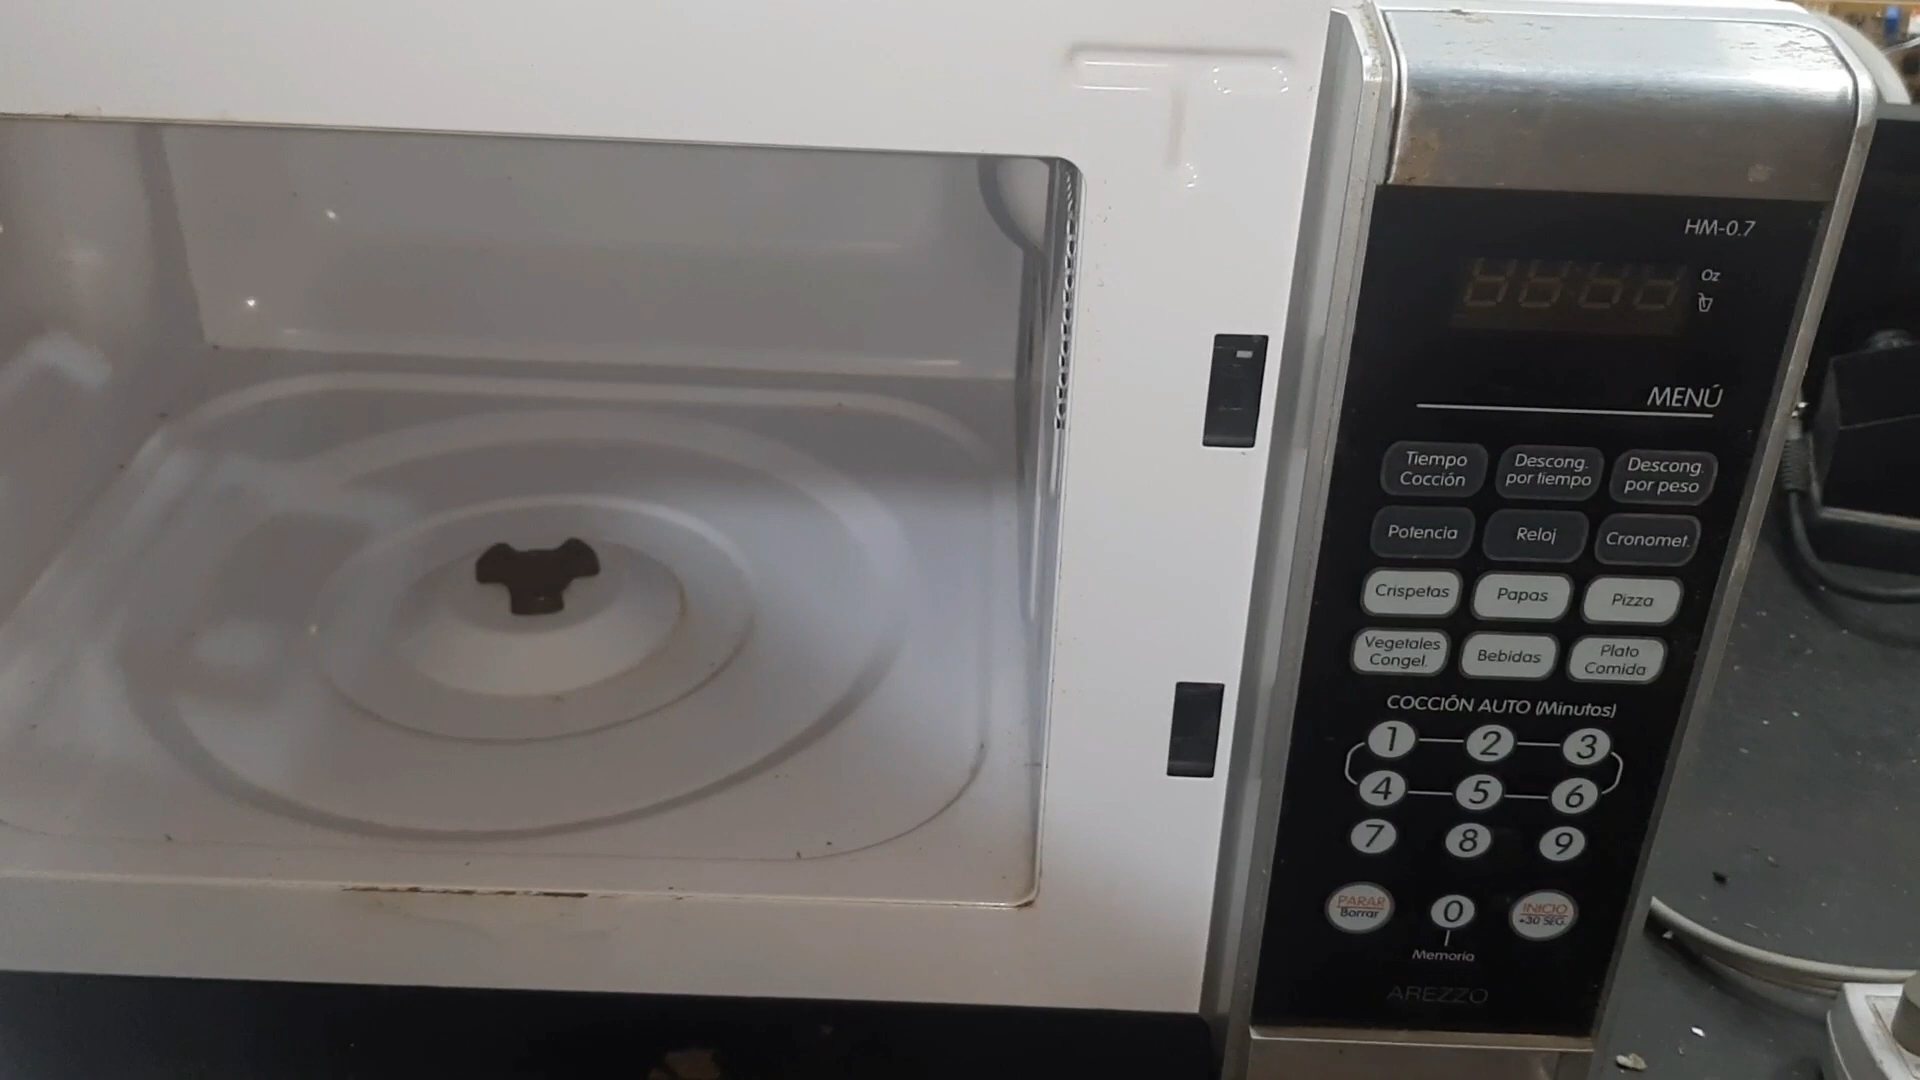 HM-0.7
Oz
MENÚ
Tiempo Cocción
Descong. por tiempo
Descong. por peso
Potencia
Reloj
Cronomet.
Crispetas
Papas
Pizza
Vegetales Congel.
Bebidas
Plato Comida
COCCIÓN AUTO (Minutos)
1 2 3
4 5 6
7 8 9
PARAR
Borrar
0
INICIO
+30 SEG.
Memoria
AREZZO